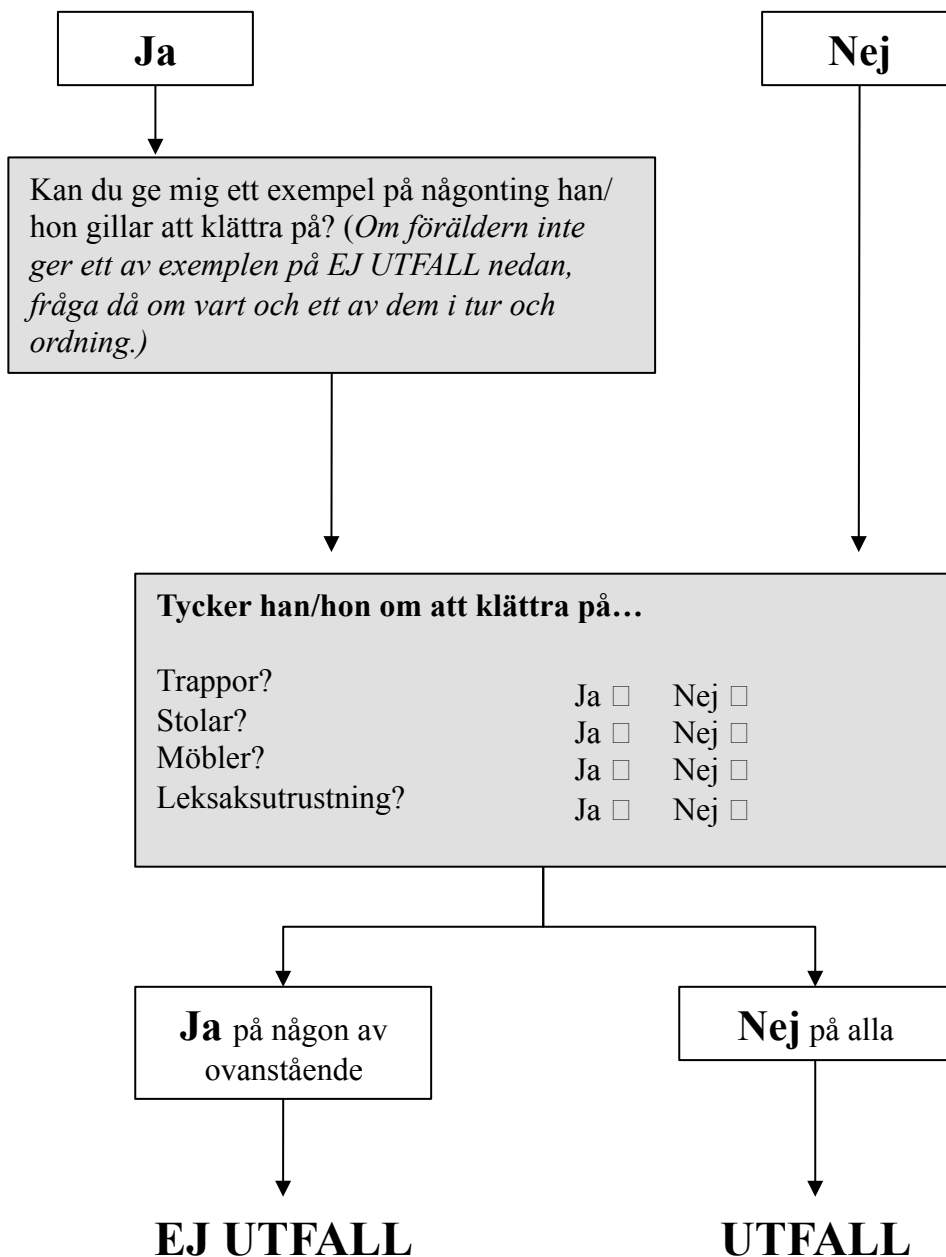 Ja
Nej
Kan du ge mig ett exempel på någonting han/
hon gillar att klättra på? (Om föräldern inte
ger ett av exemplen på EJ UTFALL nedan,
fråga då om vart och ett av dem i tur och
ordning.)
Tycker han/hon om att klättra på…
Trappor? Ja □ Nej □
Stolar? Ja □ Nej □
Möbler? Ja □ Nej □
Leksaksutrustning? Ja □ Nej □
Ja på någon av
ovanstående
Nej på alla
EJ UTFALL
UTFALL